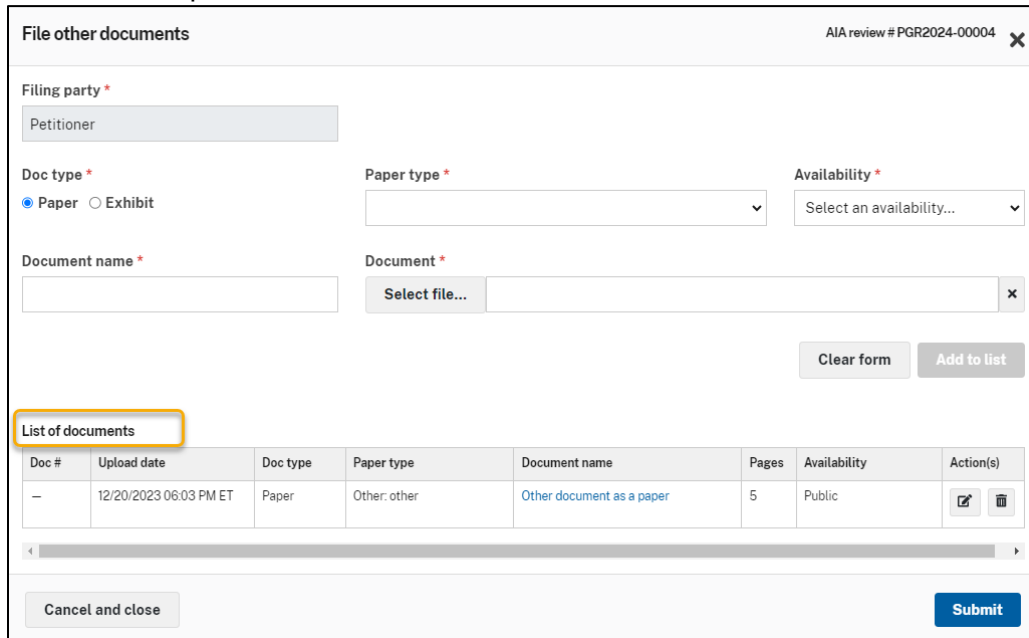 File other documents
AIA review # PGR2024-00004
Filing party *
Petitioner
Doc type * Paper type * Availability *
Paper Exhibit Select an availability...
Document name * Document *
Select file...
Clear form Add to list
List of documents
Doc # Upload date Doc type Paper type Document name Pages Availability Action(s)
– 12/20/2023 06:03 PM ET Paper Other: other Other document as a paper 5 Public
Cancel and close Submit